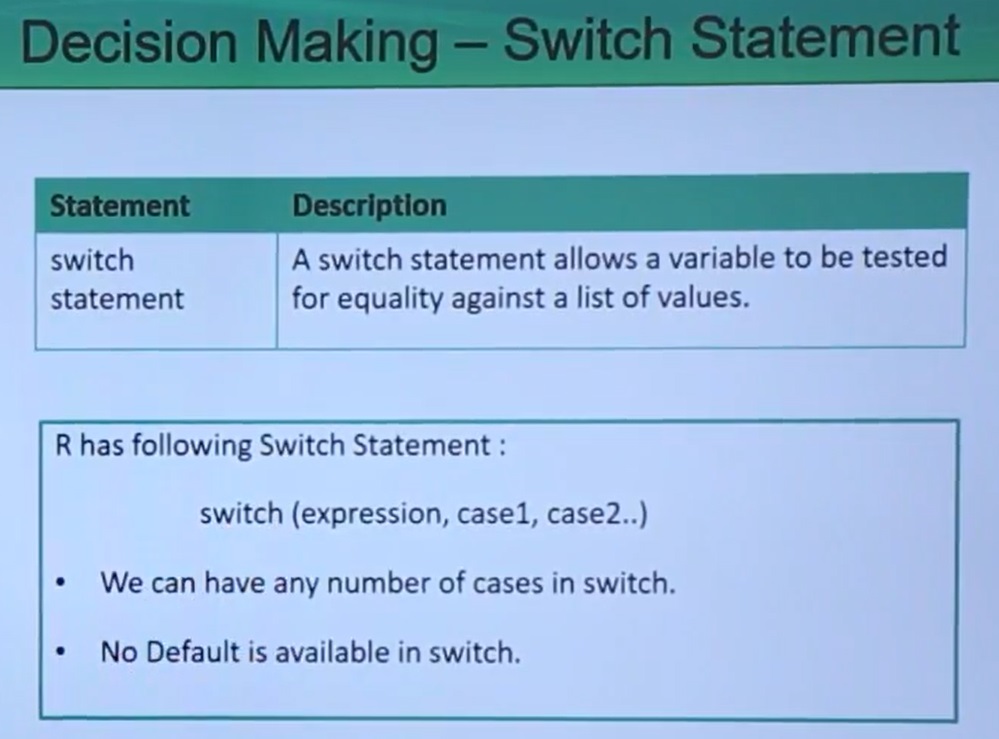 Decision Making – Switch Statement
Statement Description
switch A switch statement allows a variable to be tested
statement for equality against a list of values.
R has following Switch Statement :
switch (expression, case1, case2..)
• We can have any number of cases in switch.
• No Default is available in switch.